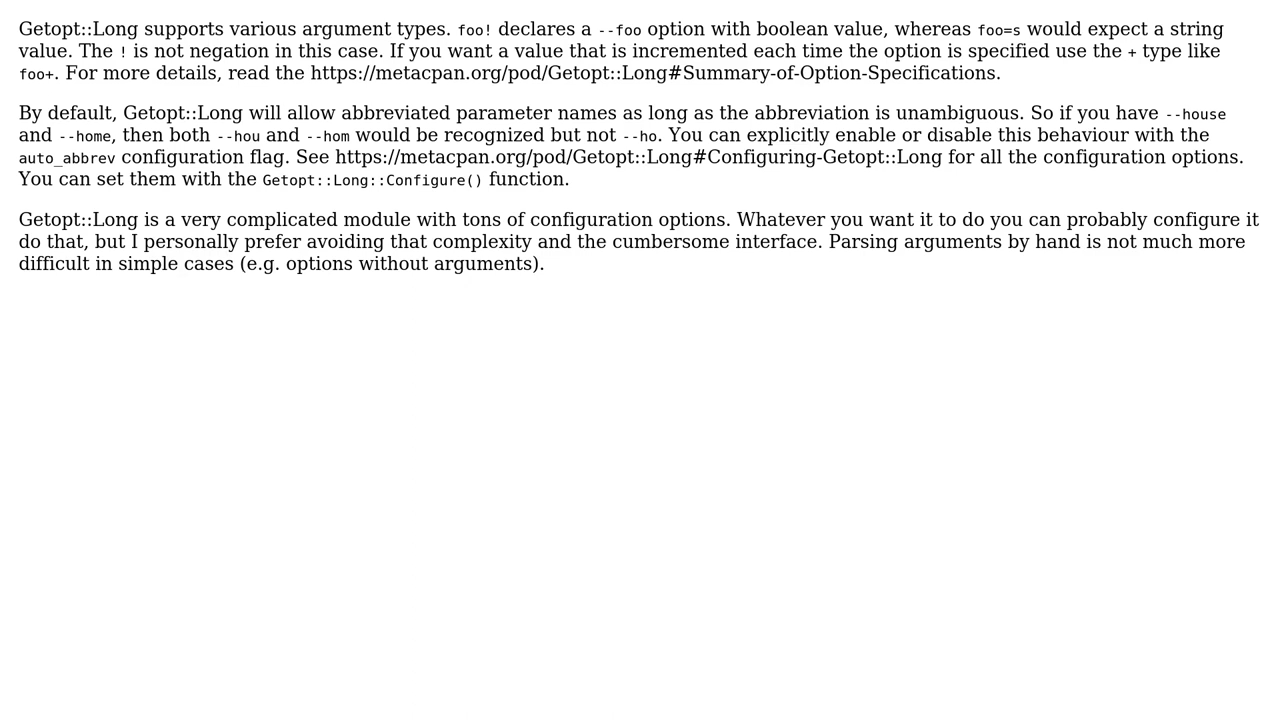 Getopt::Long supports various argument types. foo! declares a --foo option with boolean value, whereas foo=s would expect a string
value. The ! is not negation in this case. If you want a value that is incremented each time the option is specified use the + type like
foo+. For more details, read the https://metacpan.org/pod/Getopt::Long#Summary-of-Option-Specifications.
By default, Getopt::Long will allow abbreviated parameter names as long as the abbreviation is unambiguous. So if you have --house
and --home, then both --hou and --hom would be recognized but not --ho. You can explicitly enable or disable this behaviour with the
auto_abbrev configuration flag. See https://metacpan.org/pod/Getopt::Long#Configuring-Getopt::Long for all the configuration options.
You can set them with the Getopt::Long::Configure() function.
Getopt::Long is a very complicated module with tons of configuration options. Whatever you want it to do you can probably configure it
do that, but I personally prefer avoiding that complexity and the cumbersome interface. Parsing arguments by hand is not much more
difficult in simple cases (e.g. options without arguments).